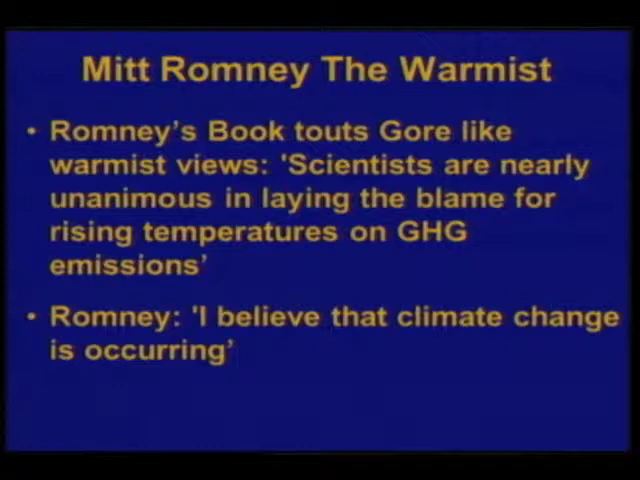 Mitt Romney The Warmist
• Romney’s Book touts Gore like
warmist views: 'Scientists are nearly
unanimous in laying the blame for
rising temperatures on GHG
emissions’
• Romney: 'I believe that climate change
is occurring’